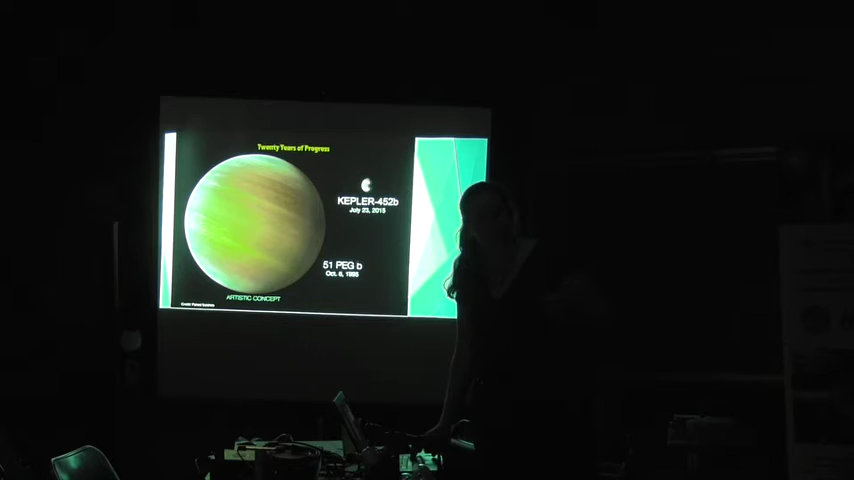 Twenty Years of Progress
KEPLER-452b
July 23, 2015
51 PEG b
Oct. 6, 1995
ARTISTIC CONCEPT